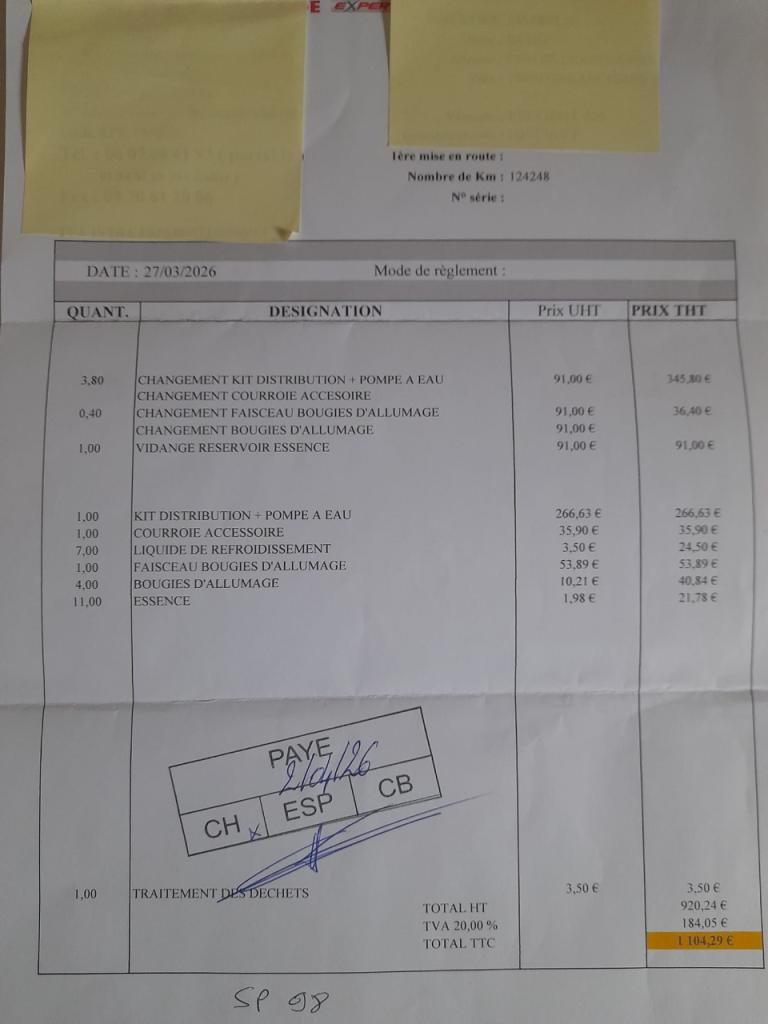 E EXPER
1ère mise en route :
Nombre de Km : 124248
N° série :
DATE : 27/03/2026 Mode de règlement :
QUANT. DESIGNATION Prix UHT PRIX THT
3,80 CHANGEMENT KIT DISTRIBUTION + POMPE A EAU 91,00 € 345,80 €
CHANGEMENT COURROIE ACCESOIRE
0,40 CHANGEMENT FAISCEAU BOUGIES D'ALLUMAGE 91,00 € 36,40 €
CHANGEMENT BOUGIES D'ALLUMAGE 91,00 €
1,00 VIDANGE RESERVOIR ESSENCE 91,00 € 91,00 €
1,00 KIT DISTRIBUTION + POMPE A EAU 266,63 € 266,63 €
1,00 COURROIE ACCESSOIRE 35,90 € 35,90 €
7,00 LIQUIDE DE REFROIDISSEMENT 3,50 € 24,50 €
1,00 FAISCEAU BOUGIES D'ALLUMAGE 53,89 € 53,89 €
4,00 BOUGIES D'ALLUMAGE 10,21 € 40,84 €
11,00 ESSENCE 1,98 € 21,78 €
PAYE
2/04/26
CH x ESP CB
1,00 TRAITEMENT DES DECHETS 3,50 € 3,50 €
TOTAL HT 920,24 €
TVA 20,00 % 184,05 €
TOTAL TTC 1 104,29 €
SP 98